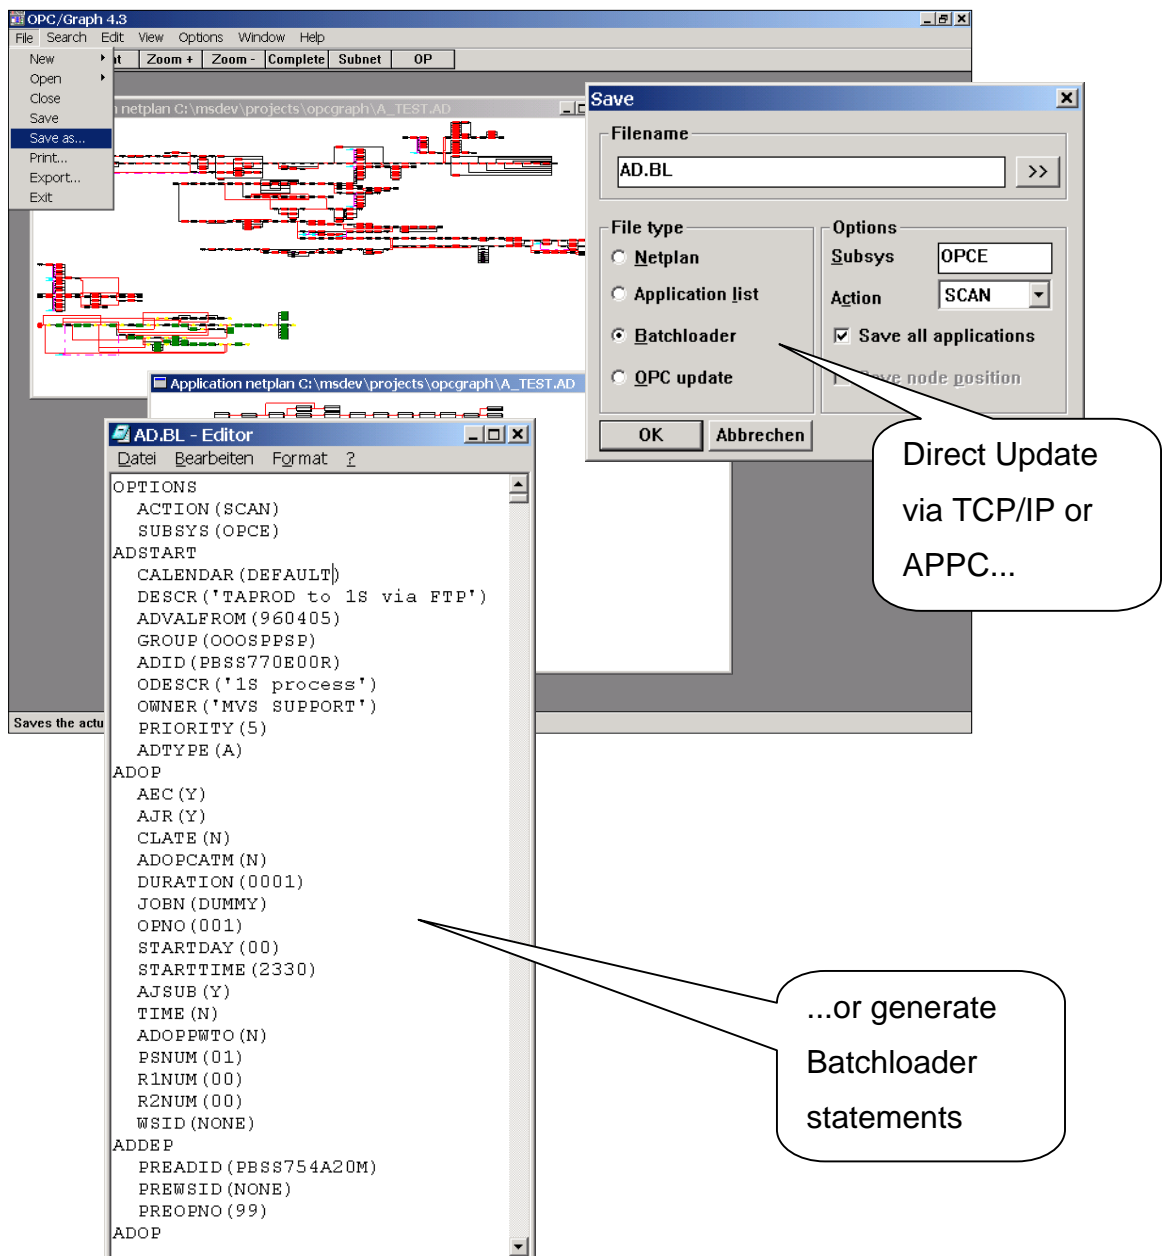 OPC/Graph 4.3
File Search Edit View Options Window Help
Zoom + Zoom - Complete Subnet OP
New
Open
Close
Save
Save as...
Print...
Export...
Exit
netplan C:\msdev\projects\opcgraph\A_TEST.AD
Save
Filename
AD.BL
>>
File type
Netplan
Application list
Batchloader
OPC update
Options
Subsys OPCE
Action SCAN
Save all applications
Save node position
OK Abbrechen
Direct Update
via TCP/IP or
APPC...
Application netplan C:\msdev\projects\opcgraph\A_TEST.AD
AD.BL - Editor
Datei Bearbeiten Format ?
OPTIONS
ACTION(SCAN)
SUBSYS(OPCE)
ADSTART
CALENDAR(DEFAULT)
DESCR('TAPROD to 1S via FTP')
ADVALFROM(960405)
GROUP(OOOSPPSP)
ADID(PBSS770E00R)
ODESCR('1S process')
OWNER('MVS SUPPORT')
PRIORITY(5)
ADTYPE(A)
ADOP
AEC(Y)
AJR(Y)
CLATE(N)
ADOPCATM(N)
DURATION(0001)
JOBN(DUMMY)
OPNO(001)
STARTDAY(00)
STARTTIME(2330)
AJSUB(Y)
TIME(N)
ADOPPWTO(N)
PSNUM(01)
R1NUM(00)
R2NUM(00)
WSID(NONE)
ADDEP
PREADID(PBSS754A20M)
PREWSID(NONE)
PREOPNO(99)
ADOP
Saves the actu
...or generate
Batchloader
statements